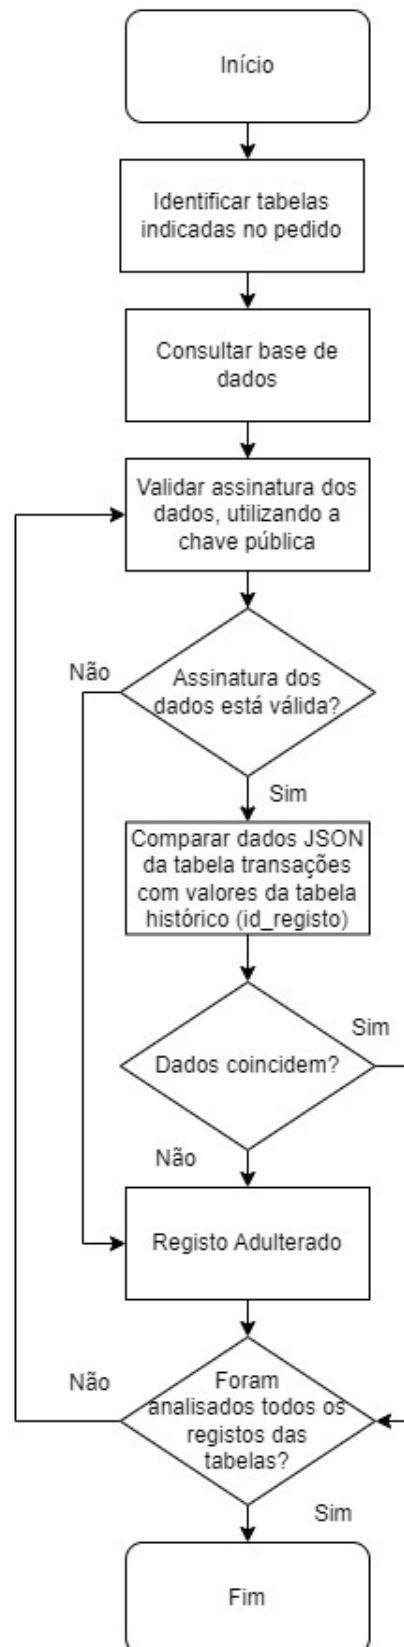 Início
Identificar tabelas
indicadas no pedido
Consultar base de
dados
Validar assinatura dos
dados, utilizando a
chave pública
Não
Assinatura dos
dados está válida?
Sim
Comparar dados JSON
da tabela transações
com valores da tabela
histórico (id_registo)
Sim
Dados coincidem?
Não
Registo Adulterado
Não
Foram
analisados todos os
registos das
tabelas?
Sim
Fim